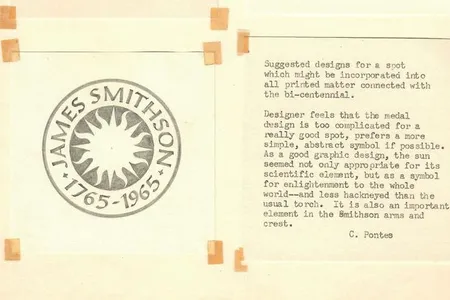 JAMES SMITHSON
1765-1965
Suggested designs for a spot
which might be incorporated into
all printed matter connected with
the bi-centennial.
Designer feels that the medal
design is too complicated for a
really good spot, prefers a more
simple, abstract symbol if possible.
As a good graphic design, the sun
seemed not only appropriate for its
scientific element, but as a symbol
for enlightenment to the whole
world--and less hackneyed than the
usual torch. It is also an important
element in the Smithson arms and
crest.
C. Pontes